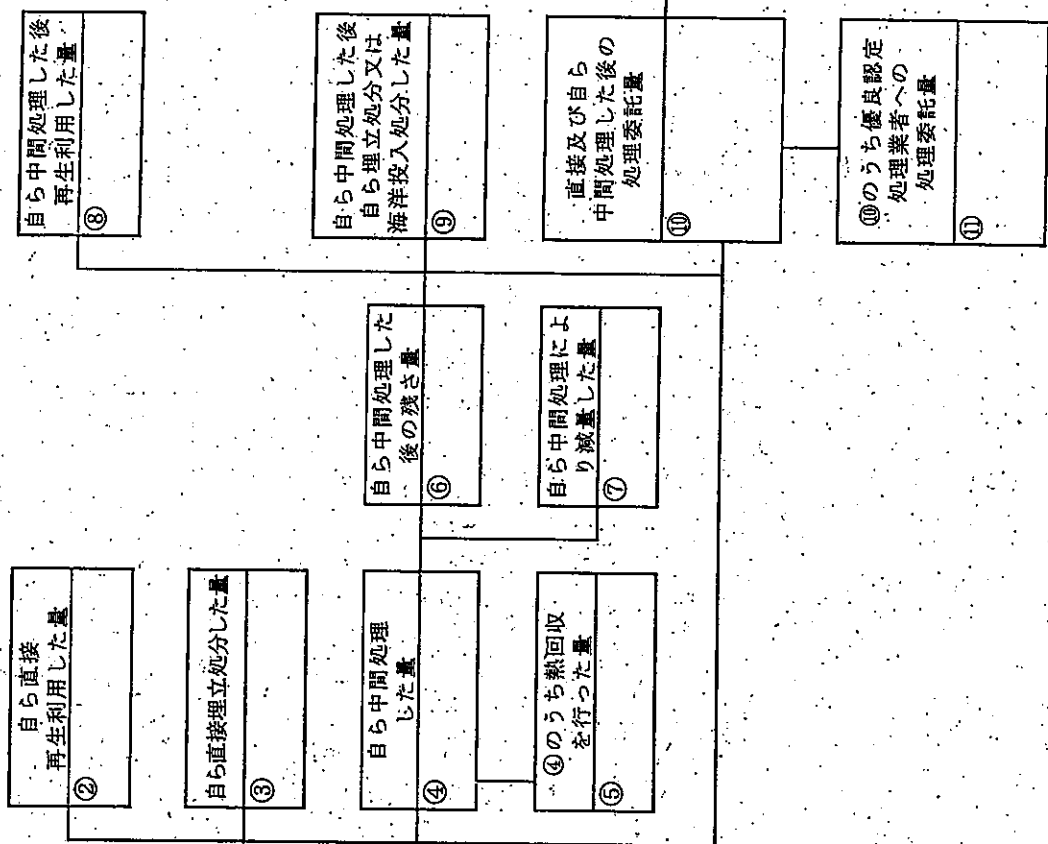 自ら直接
再生利用した量
②
自ら直接埋立処分した量
③
自ら中間処理
した量
④
④のうち熱回収
を行った量
⑤
自ら中間処理した
後の残さ量
⑥
自ら中間処理によ
り減量した量
⑦
自ら中間処理した後
再生利用した量
⑧
自ら中間処理した後
自ら埋立処分又は
海洋投入処分した量
⑨
直接及び自ら
中間処理した後の
処理委託量
⑩
⑩のうち優良認定
処理業者への
処理委託量
⑪